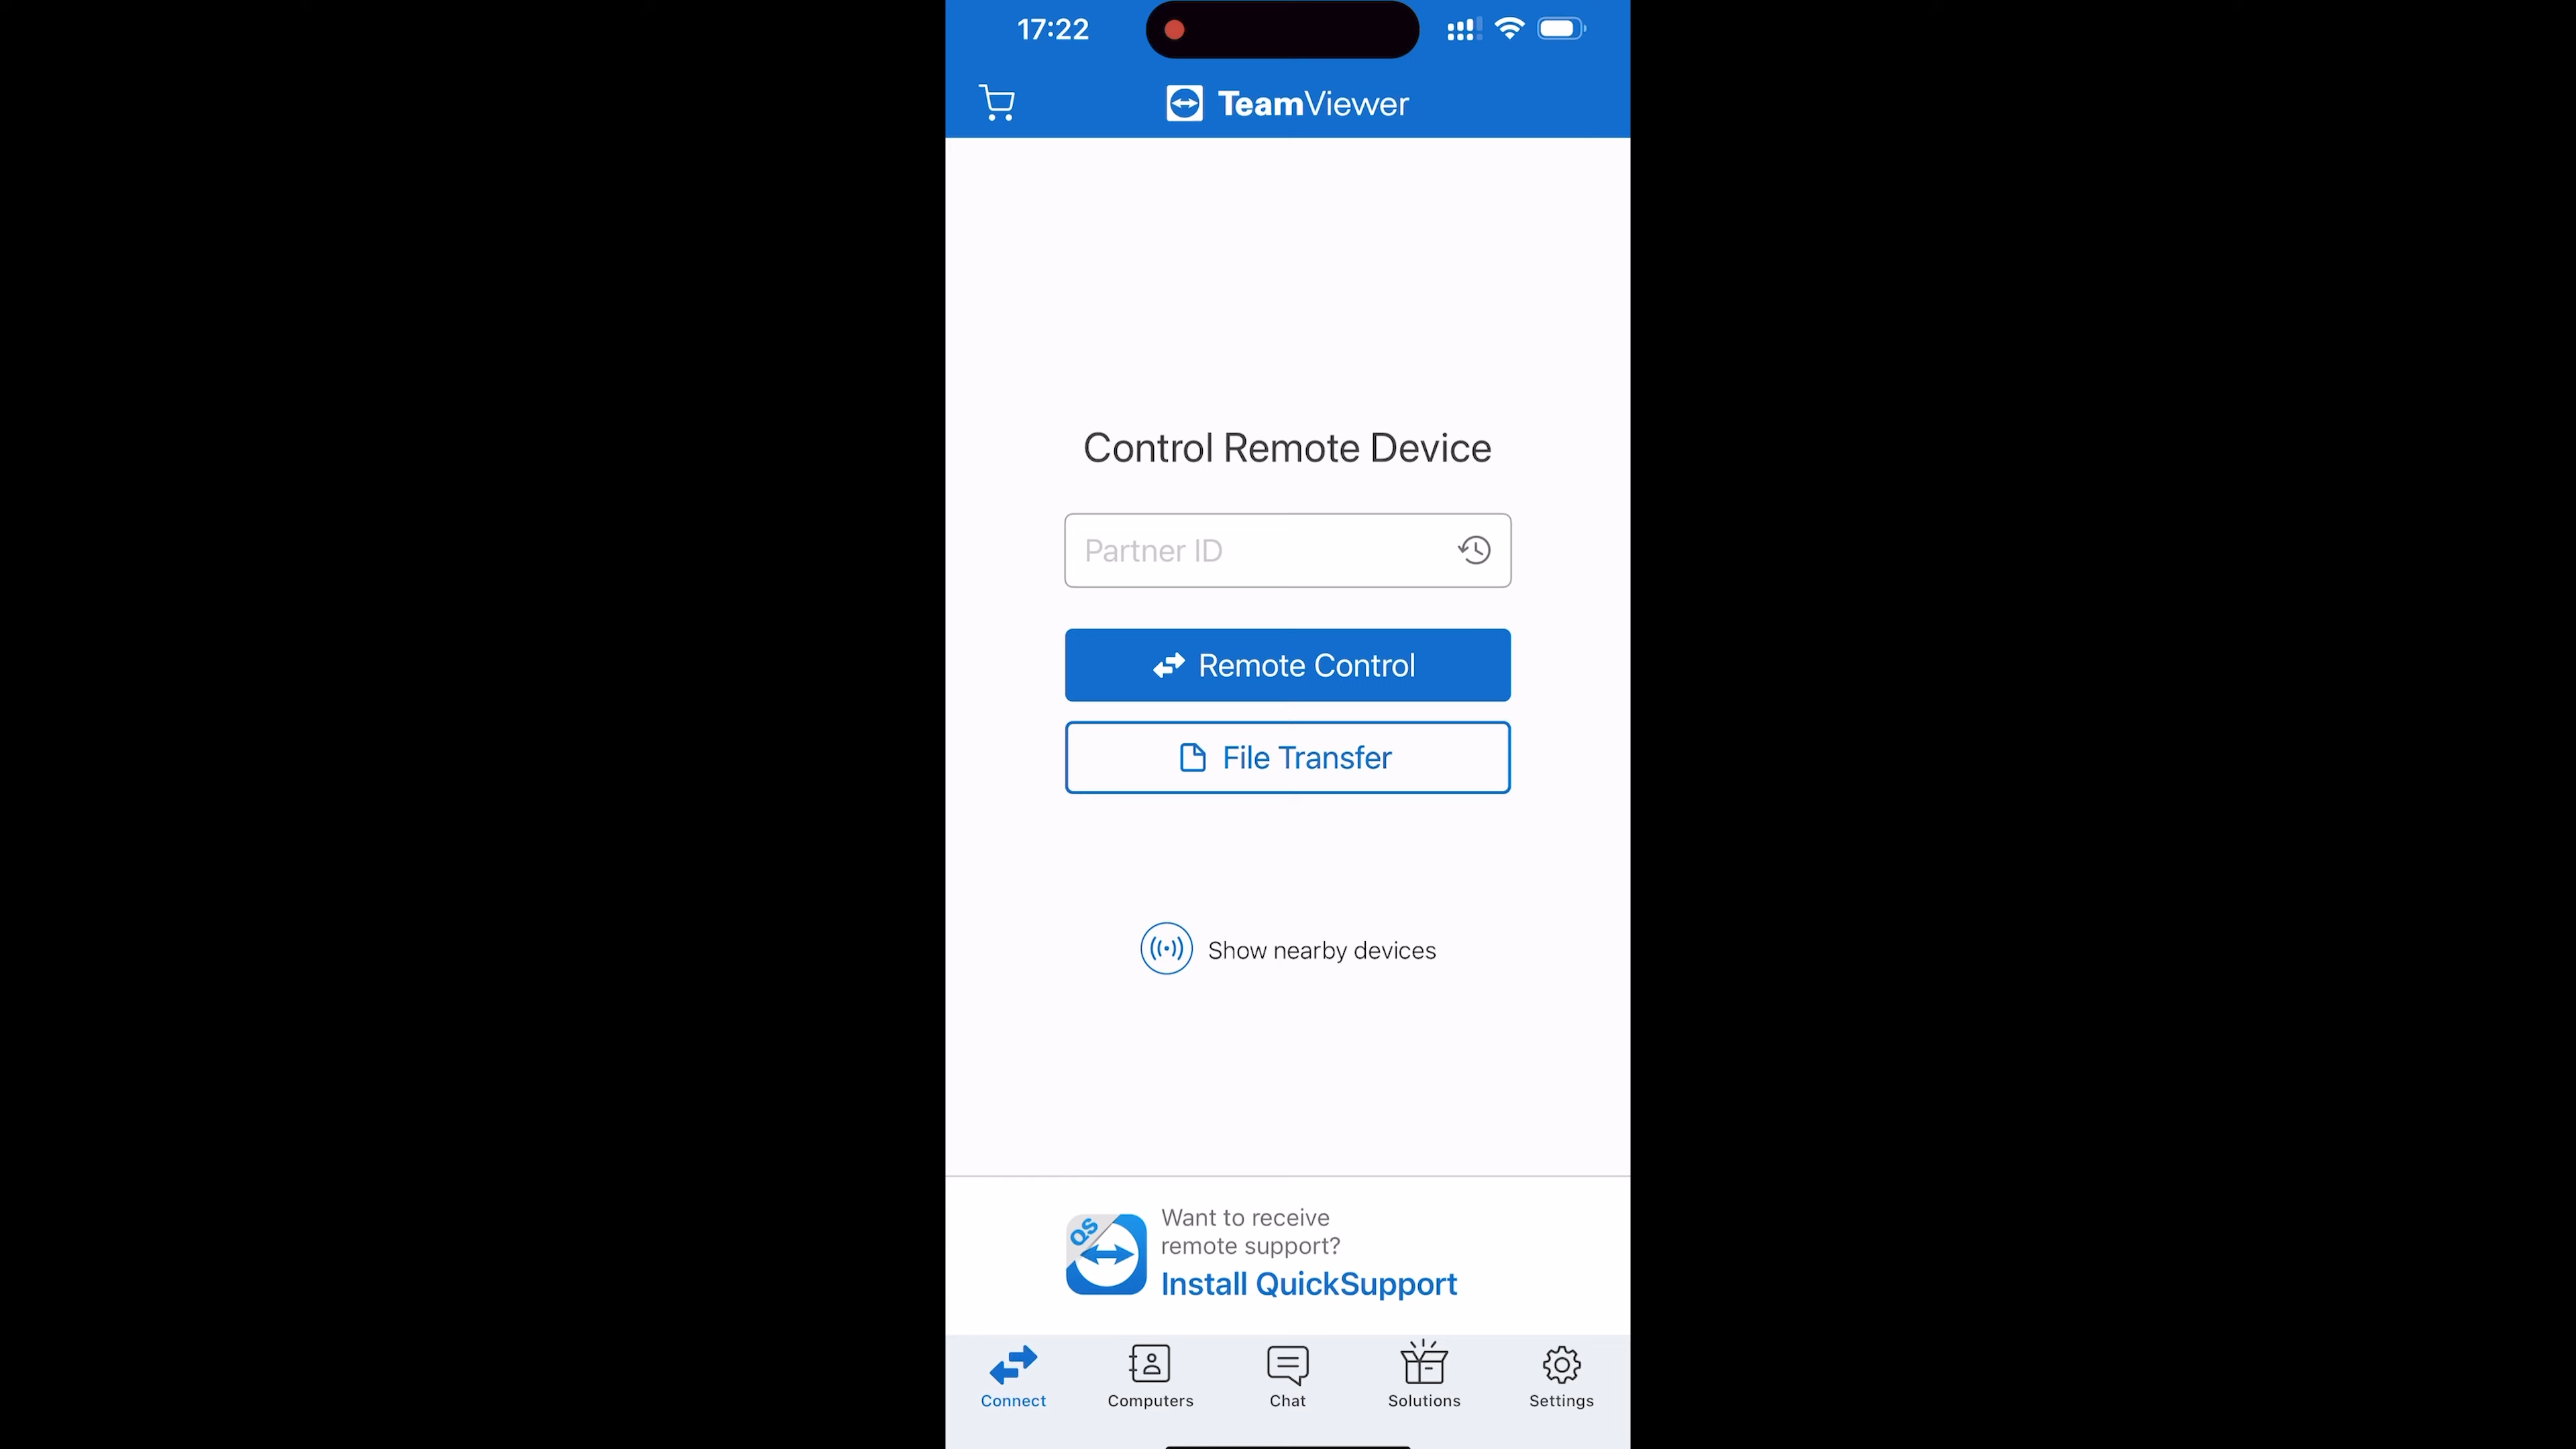 17:22
TeamViewer
Control Remote Device
Partner ID
Remote Control
File Transfer
Show nearby devices
QS
Want to receive
remote support?
Install QuickSupport
Connect
Computers
Chat
Solutions
Settings